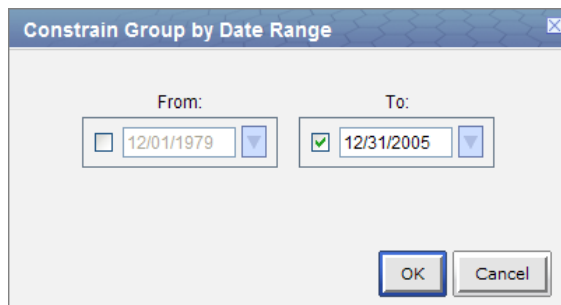 Constrain Group by Date Range
From: To:
12/01/1979 12/31/2005
OK Cancel